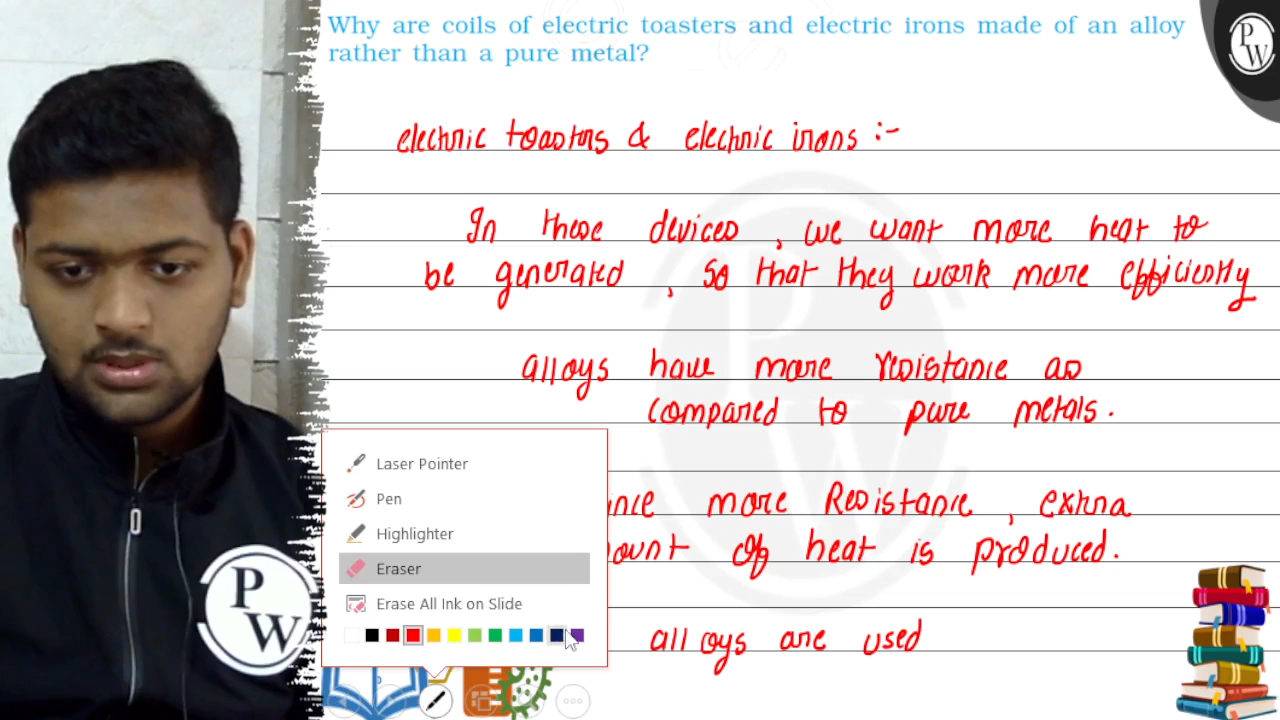 Why are coils of electric toasters and electric irons made of an alloy
rather than a pure metal?
PW
electric toasters & electric irons :-
In these devices, we want more heat to
be generated, so that they work more efficiently
alloys have more resistance as
compared to pure metals.
PW
Laser Pointer
Pen
Highlighter
Eraser
Erase All Ink on Slide
more Resistance, extra
of heat is produced.
alloys are used
PW